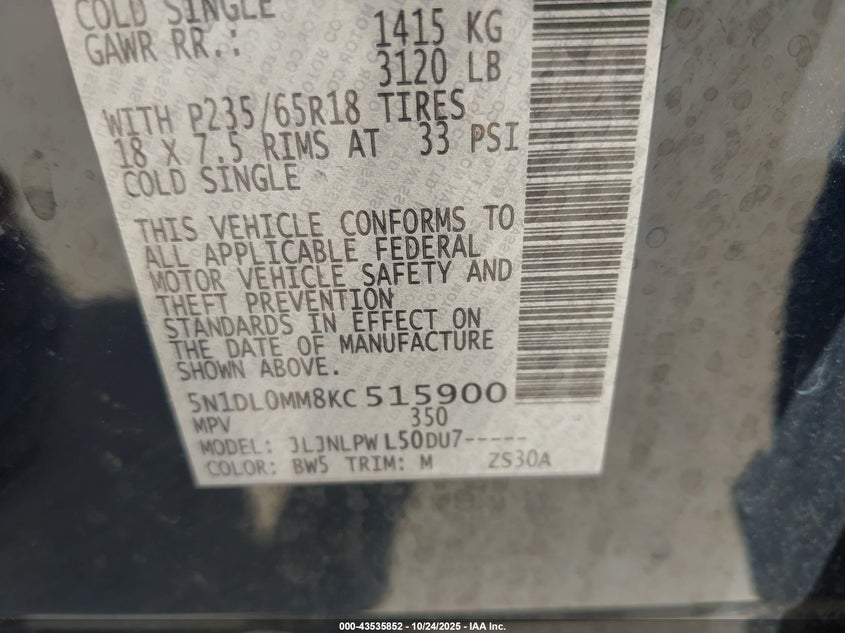 COLD SINGLE
GAWR RR.: 1415 KG
3120 LB
WITH P235/65R18 TIRES
18 X 7.5 RIMS AT 33 PSI
COLD SINGLE
THIS VEHICLE CONFORMS TO
ALL APPLICABLE FEDERAL
MOTOR VEHICLE SAFETY AND
THEFT PREVENTION
STANDARDS IN EFFECT ON
THE DATE OF MANUFACTURE
SHOWN ABOVE.
5N1DL0MM8KC515900
MPV 350
MODEL: JLJNLPWL50DU7-----
COLOR: BW5 TRIM: M ZS30A
000-43535852 - 10/24/2025 - IAA Inc.